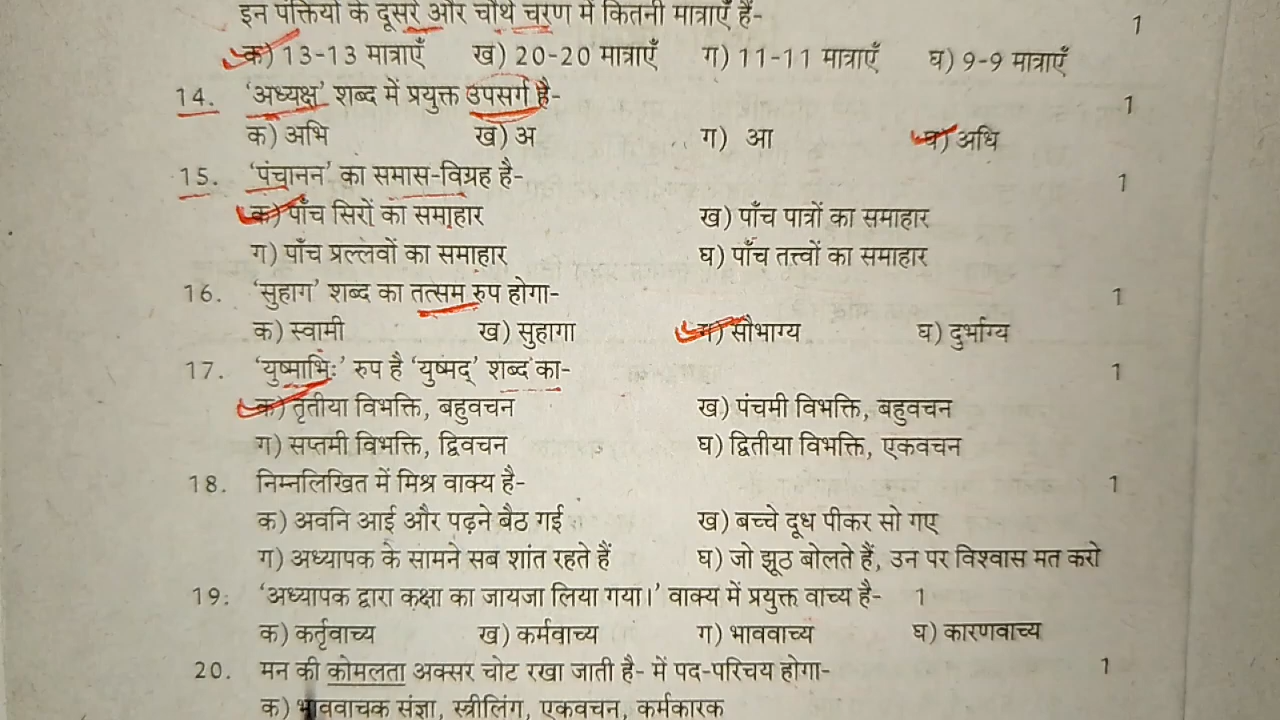 इन पंक्तियों के दूसरे और चौथे चरण में कितनी मात्राएँ हैं- 1
क) 13-13 मात्राएँ ख) 20-20 मात्राएँ ग) 11-11 मात्राएँ घ) 9-9 मात्राएँ
14. 'अध्यक्ष' शब्द में प्रयुक्त उपसर्ग है- 1
क) अभि ख) अ ग) आ घ) अधि
15. 'पंचानन' का समास-विग्रह है- 1
क) पाँच सिरों का समाहार ख) पाँच पात्रों का समाहार
ग) पाँच प्रल्लवों का समाहार घ) पाँच तत्त्वों का समाहार
16. 'सुहाग' शब्द का तत्सम रुप होगा- 1
क) स्वामी ख) सुहागा ग) सौभाग्य घ) दुर्भाग्य
17. 'युष्माभिः' रुप है 'युष्मद्' शब्द का- 1
क) तृतीया विभक्ति, बहुवचन ख) पंचमी विभक्ति, बहुवचन
ग) सप्तमी विभक्ति, द्विवचन घ) द्वितीया विभक्ति, एकवचन
18. निम्नलिखित में मिश्र वाक्य है- 1
क) अवनि आई और पढ़ने बैठ गई ख) बच्चे दूध पीकर सो गए
ग) अध्यापक के सामने सब शांत रहते हैं घ) जो झूठ बोलते हैं, उन पर विश्वास मत करो
19. 'अध्यापक द्वारा कक्षा का जायजा लिया गया।' वाक्य में प्रयुक्त वाच्य है- 1
क) कर्तृवाच्य ख) कर्मवाच्य ग) भाववाच्य घ) कारणवाच्य
20. मन की कोमलता अक्सर चोट रखा जाती है- में पद-परिचय होगा- 1
क) भाववाचक संज्ञा, स्त्रीलिंग, एकवचन, कर्मकारक